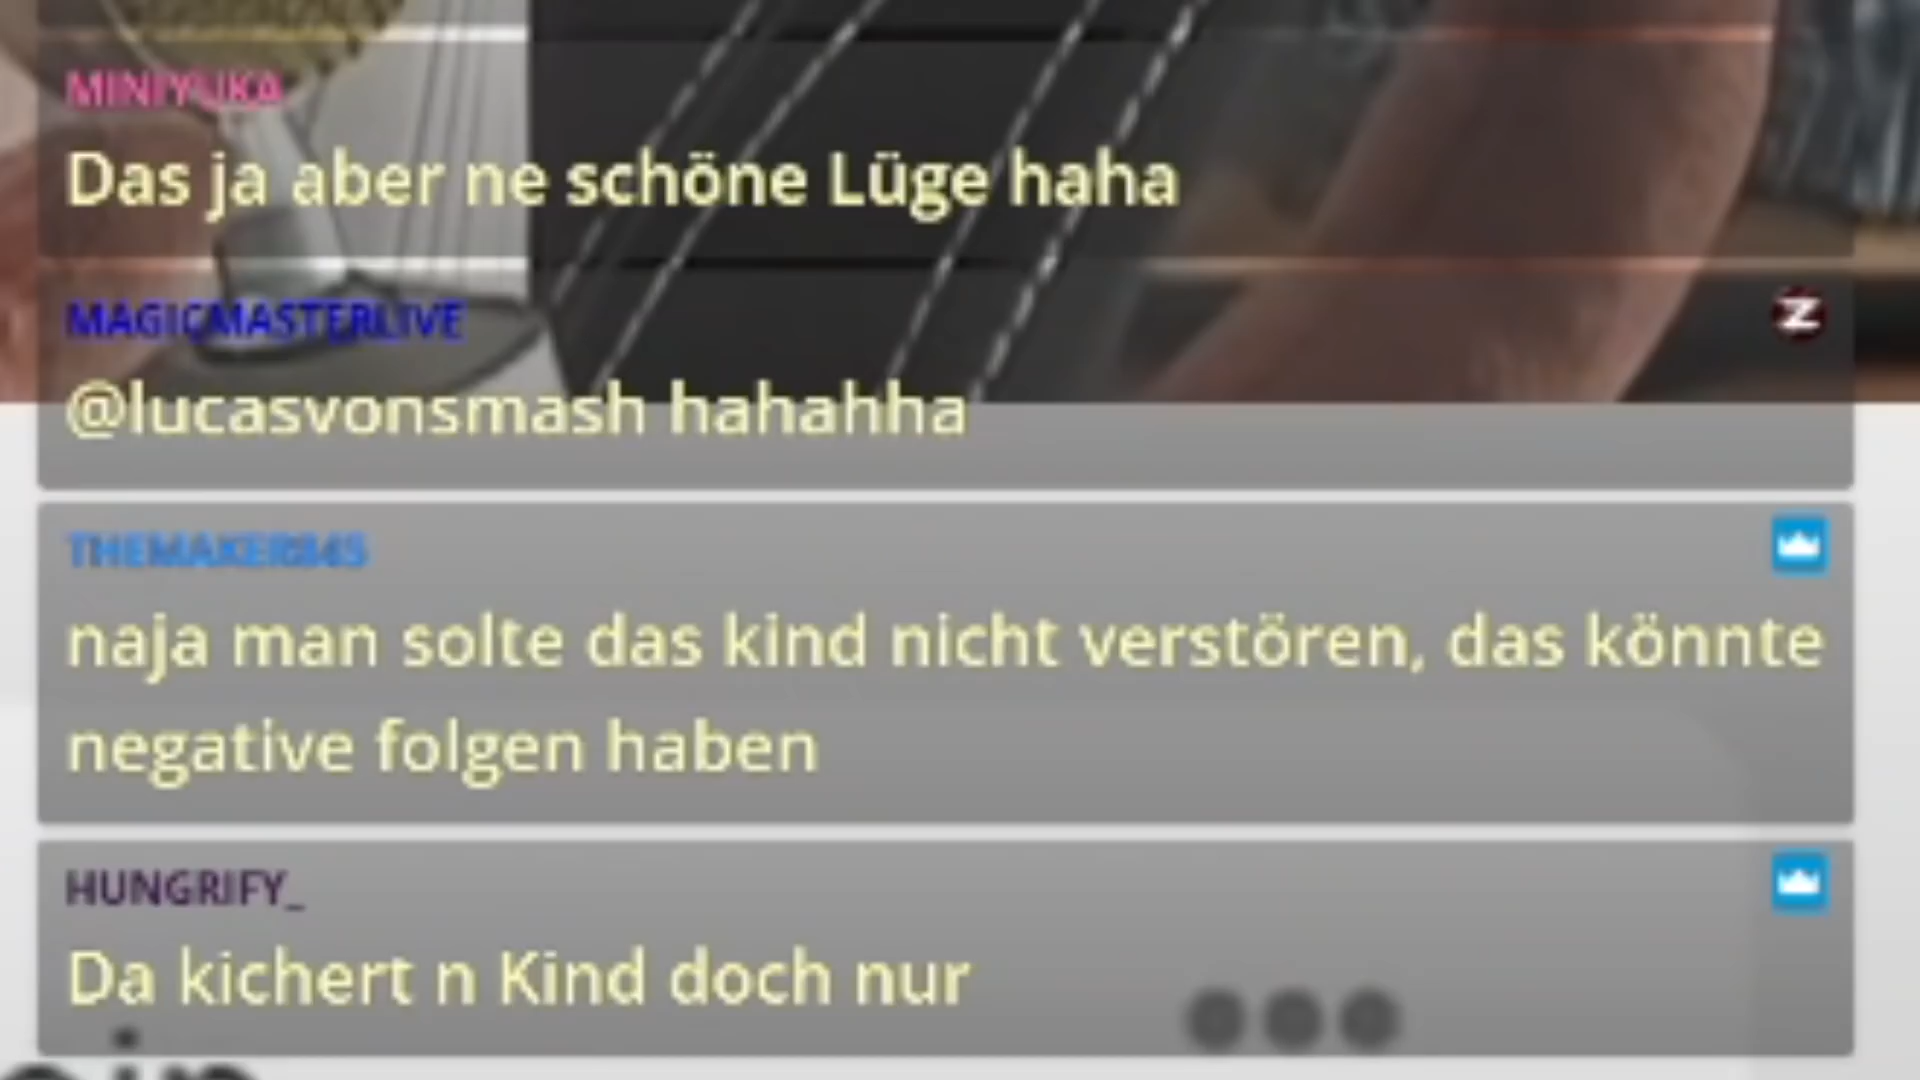 MINIYUKA
Das ja aber ne schöne Lüge haha
MAGICMASTERLIVE
Z
@lucasvonsmash hahahha
THEMAKER845
naja man solte das kind nicht verstören, das könnte
negative folgen haben
HUNGRIFY_
Da kichert n Kind doch nur